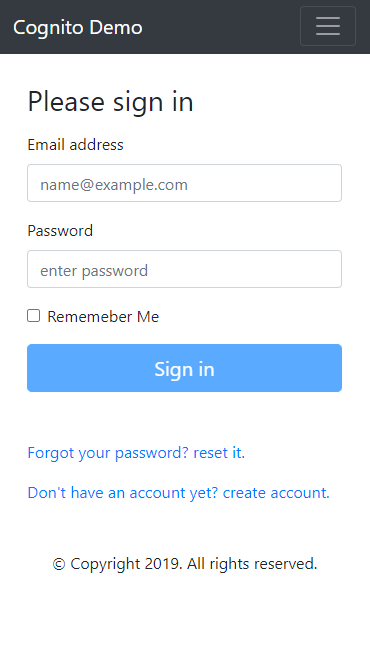 Cognito Demo
Please sign in
Email address
name@example.com
Password
enter password
Rememeber Me
Sign in
Forgot your password? reset it.
Don't have an account yet? create account.
© Copyright 2019. All rights reserved.